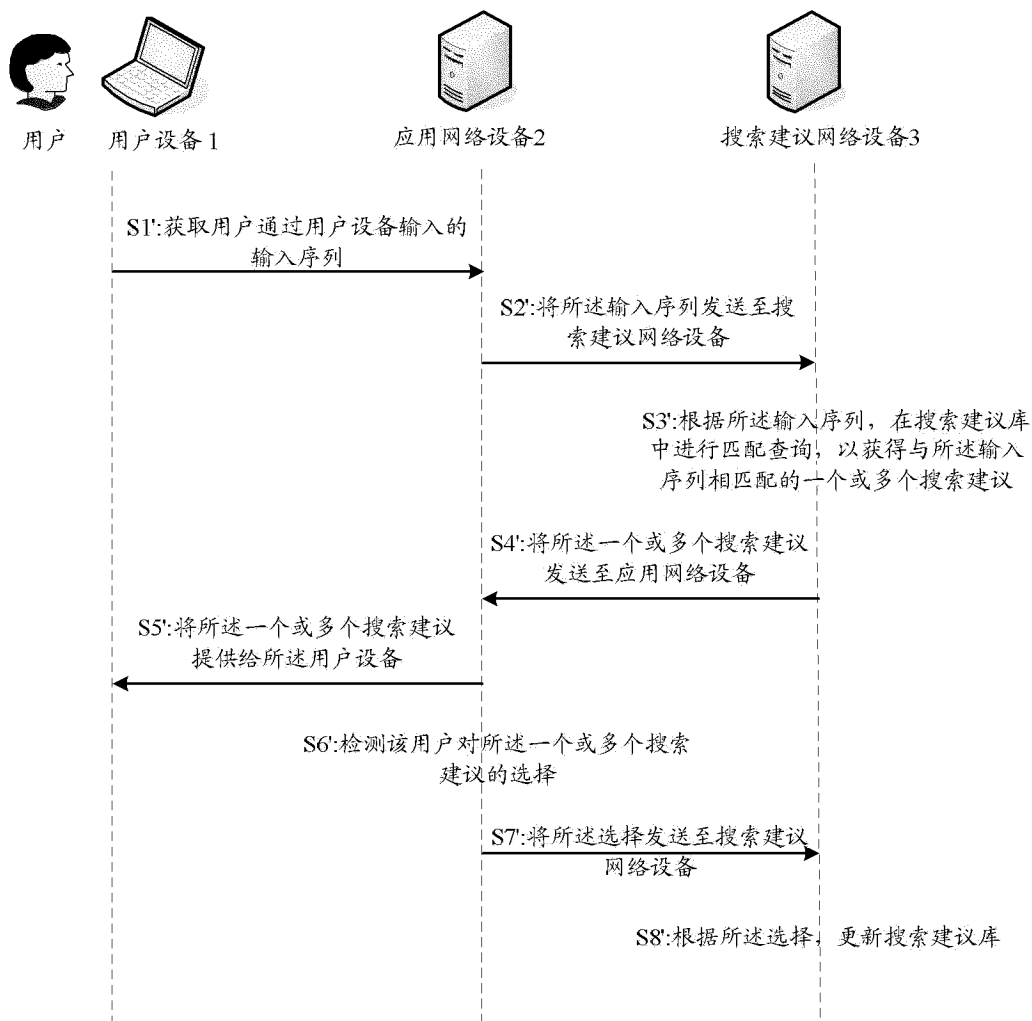 用户
用户设备1
应用网络设备2
搜索建议网络设备3
S1':获取用户通过用户设备输入的
输入序列
S2':将所述输入序列发送至搜
索建议网络设备
S3':根据所述输入序列，在搜索建议库
中进行匹配查询，以获得与所述输入
序列相匹配的一个或多个搜索建议
S4':将所述一个或多个搜索建议
发送至应用网络设备
S5':将所述一个或多个搜索建议
提供给所述用户设备
S6':检测该用户对所述一个或多个搜索
建议的选择
S7':将所述选择发送至搜索建议
网络设备
S8':根据所述选择，更新搜索建议库